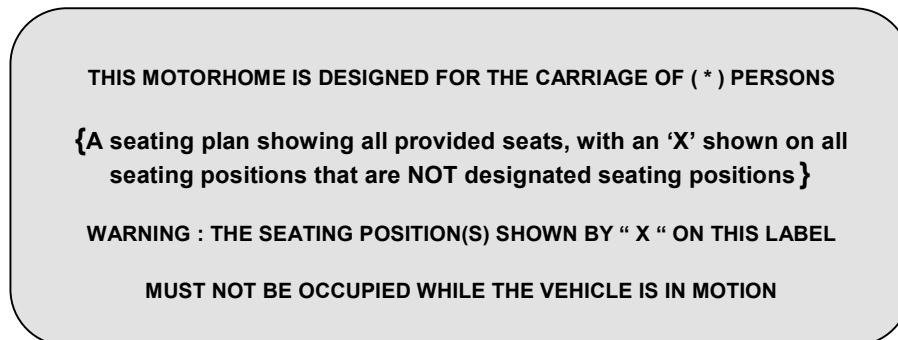 THIS MOTORHOME IS DESIGNED FOR THE CARRIAGE OF ( * ) PERSONS
{A seating plan showing all provided seats, with an ‘X’ shown on all
seating positions that are NOT designated seating positions }
WARNING : THE SEATING POSITION(S) SHOWN BY “ X “ ON THIS LABEL
MUST NOT BE OCCUPIED WHILE THE VEHICLE IS IN MOTION